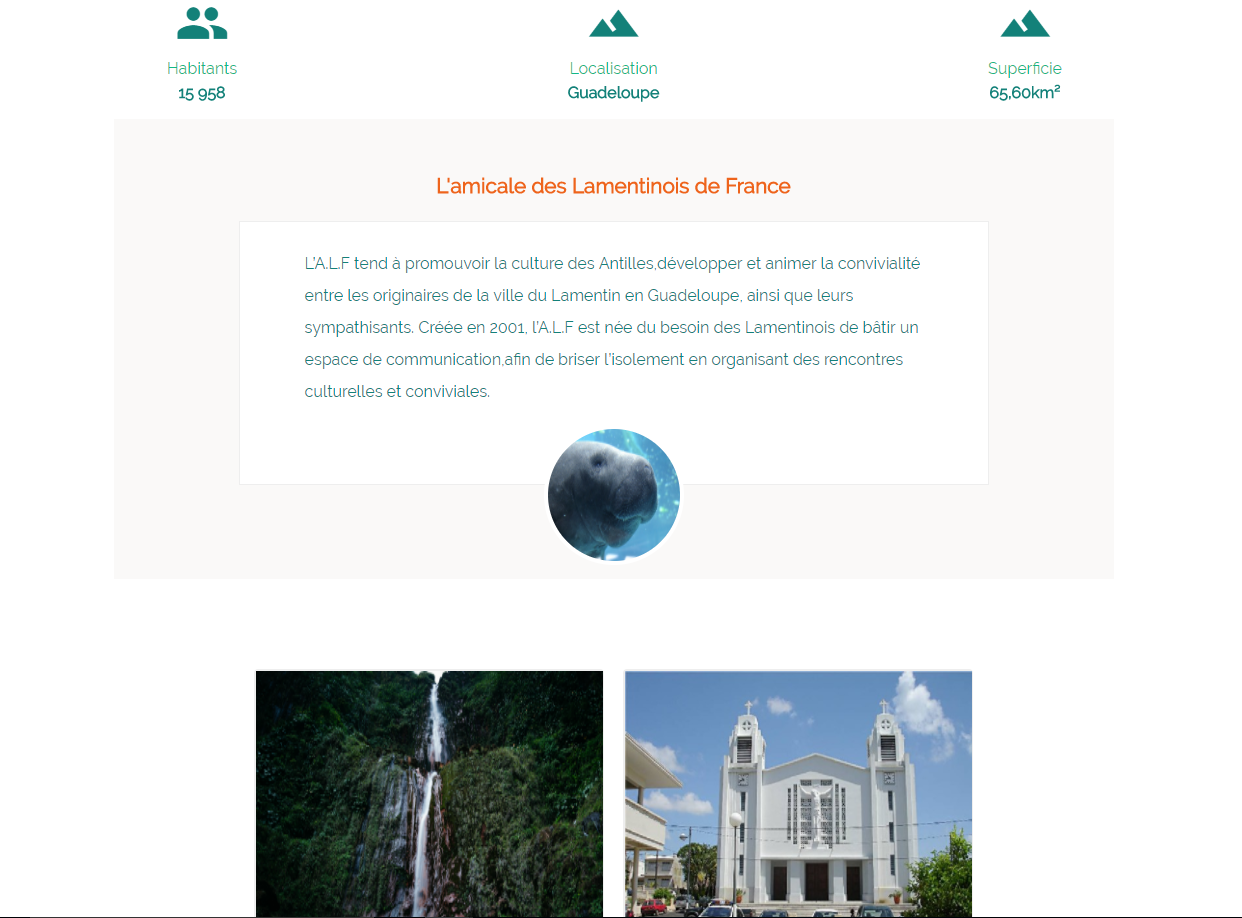 Habitants
Localisation
Superficie
15 958
Guadeloupe
65,60km²
L'amicale des Lamentinois de France
L'A.L.F tend à promouvoir la culture des Antilles,développer et animer la convivialité
entre les originaires de la ville du Lamentin en Guadeloupe, ainsi que leurs
sympathisants. Créée en 2001, l'A.L.F est née du besoin des Lamentinois de bâtir un
espace de communication,afin de briser l'isolement en organisant des rencontres
culturelles et conviviales.